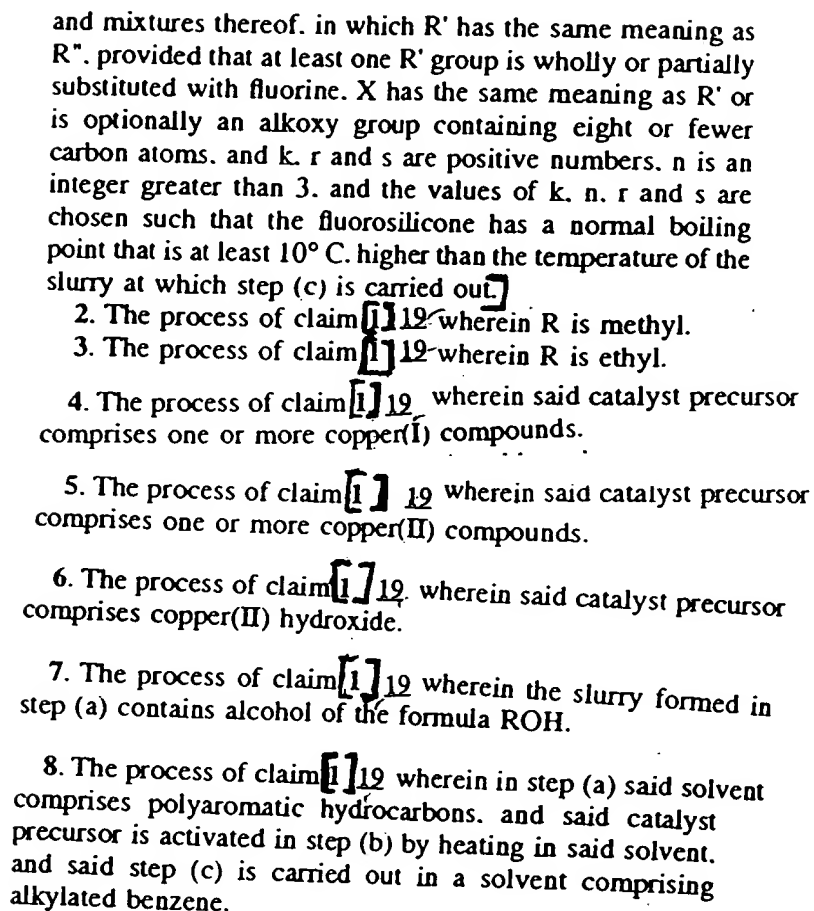 and mixtures thereof. in which R' has the same meaning as
R". provided that at least one R' group is wholly or partially
substituted with fluorine. X has the same meaning as R' or
is optionally an alkoxy group containing eight or fewer
carbon atoms. and k. r and s are positive numbers. n is an
integer greater than 3. and the values of k. n. r and s are
chosen such that the fluorosilicone has a normal boiling
point that is at least 10° C. higher than the temperature of the
slurry at which step (c) is carried out.]
2. The process of claim [1] 19 wherein R is methyl.
3. The process of claim [1] 19 wherein R is ethyl.
4. The process of claim [1] 19 wherein said catalyst precursor
comprises one or more copper(I) compounds.
5. The process of claim [1] 19 wherein said catalyst precursor
comprises one or more copper(II) compounds.
6. The process of claim [1] 19. wherein said catalyst precursor
comprises copper(II) hydroxide.
7. The process of claim [1] 19 wherein the slurry formed in
step (a) contains alcohol of the formula ROH.
8. The process of claim [1] 19 wherein in step (a) said solvent
comprises polyaromatic hydrocarbons. and said catalyst
precursor is activated in step (b) by heating in said solvent.
and said step (c) is carried out in a solvent comprising
alkylated benzene.